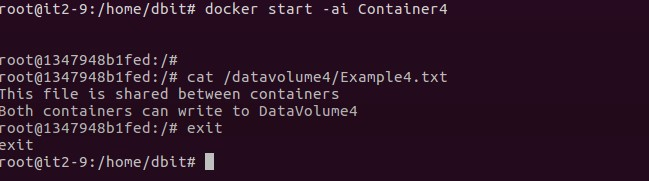 root@it2-9:/home/dbit# docker start -ai Container4
root@1347948b1fed:/#
root@1347948b1fed:/# cat /datavolume4/Example4.txt
This file is shared between containers
Both containers can write to DataVolume4
root@1347948b1fed:/# exit
exit
root@it2-9:/home/dbit#